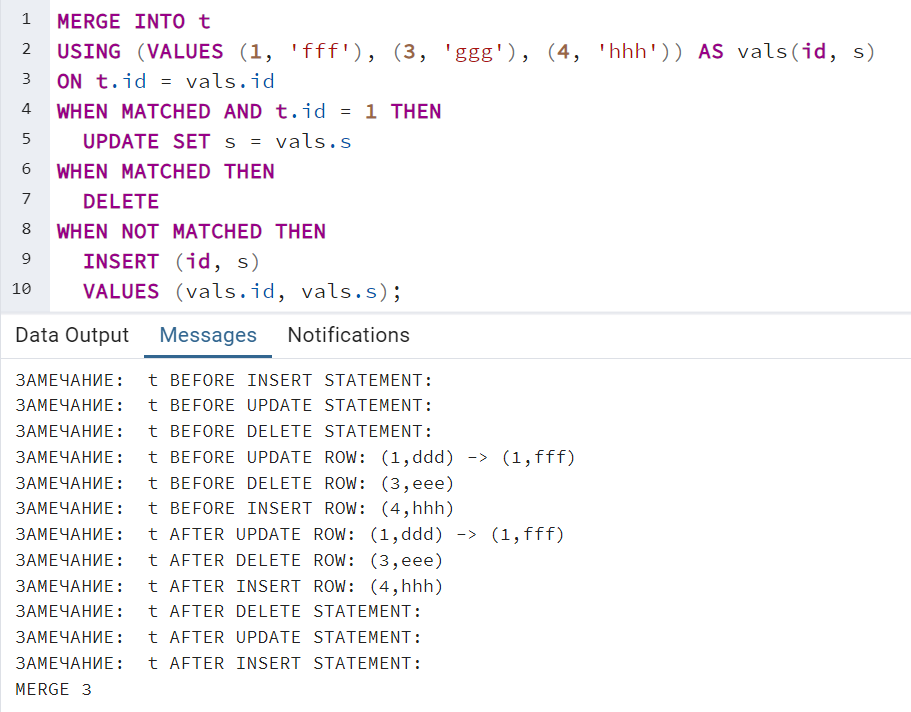 1 MERGE INTO t
2 USING (VALUES (1, 'fff'), (3, 'ggg'), (4, 'hhh')) AS vals(id, s)
3 ON t.id = vals.id
4 WHEN MATCHED AND t.id = 1 THEN
5 UPDATE SET s = vals.s
6 WHEN MATCHED THEN
7 DELETE
8 WHEN NOT MATCHED THEN
9 INSERT (id, s)
10 VALUES (vals.id, vals.s);
Data Output Messages Notifications
ЗАМЕЧАНИЕ: t BEFORE INSERT STATEMENT:
ЗАМЕЧАНИЕ: t BEFORE UPDATE STATEMENT:
ЗАМЕЧАНИЕ: t BEFORE DELETE STATEMENT:
ЗАМЕЧАНИЕ: t BEFORE UPDATE ROW: (1,ddd) -> (1,fff)
ЗАМЕЧАНИЕ: t BEFORE DELETE ROW: (3,eee)
ЗАМЕЧАНИЕ: t BEFORE INSERT ROW: (4,hhh)
ЗАМЕЧАНИЕ: t AFTER UPDATE ROW: (1,ddd) -> (1,fff)
ЗАМЕЧАНИЕ: t AFTER DELETE ROW: (3,eee)
ЗАМЕЧАНИЕ: t AFTER INSERT ROW: (4,hhh)
ЗАМЕЧАНИЕ: t AFTER DELETE STATEMENT:
ЗАМЕЧАНИЕ: t AFTER UPDATE STATEMENT:
ЗАМЕЧАНИЕ: t AFTER INSERT STATEMENT:
MERGE 3